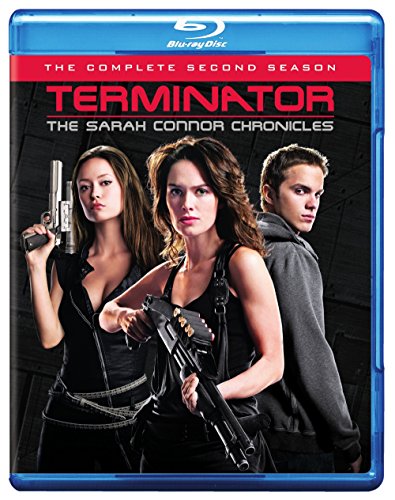 Blu-ray Disc
THE COMPLETE SECOND SEASON
TERMINATOR
THE SARAH CONNOR CHRONICLES